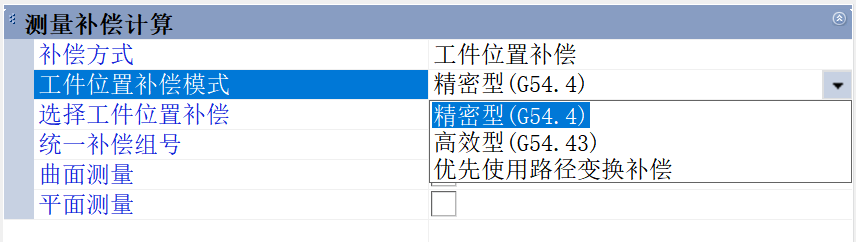 测量补偿计算
补偿方式 工件位置补偿
工件位置补偿模式 精密型(G54.4)
选择工件位置补偿 精密型(G54.4)
统一补偿组号 高效型(G54.43)
曲面测量 优先使用路径变换补偿
平面测量